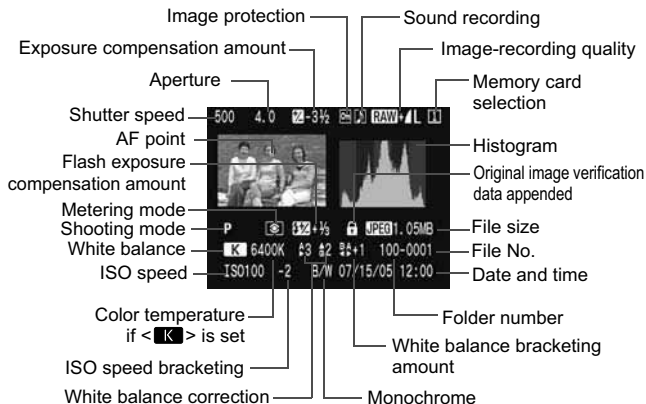 Image protection
Sound recording
Exposure compensation amount
Image-recording quality
Aperture
Memory card
selection
Shutter speed
500 4.0 -3½ RAW+L 1
AF point
Histogram
Flash exposure
compensation amount
Original image verification
data appended
Metering mode
Shooting mode
P +⅓ JPEG 1.05MB
File size
White balance
K 6400K 3 2 +1 100-0001
File No.
ISO speed
ISO100 -2 B/W 07/15/05 12:00
Date and time
Color temperature
if <K> is set
Folder number
White balance bracketing
amount
ISO speed bracketing
White balance correction
Monochrome